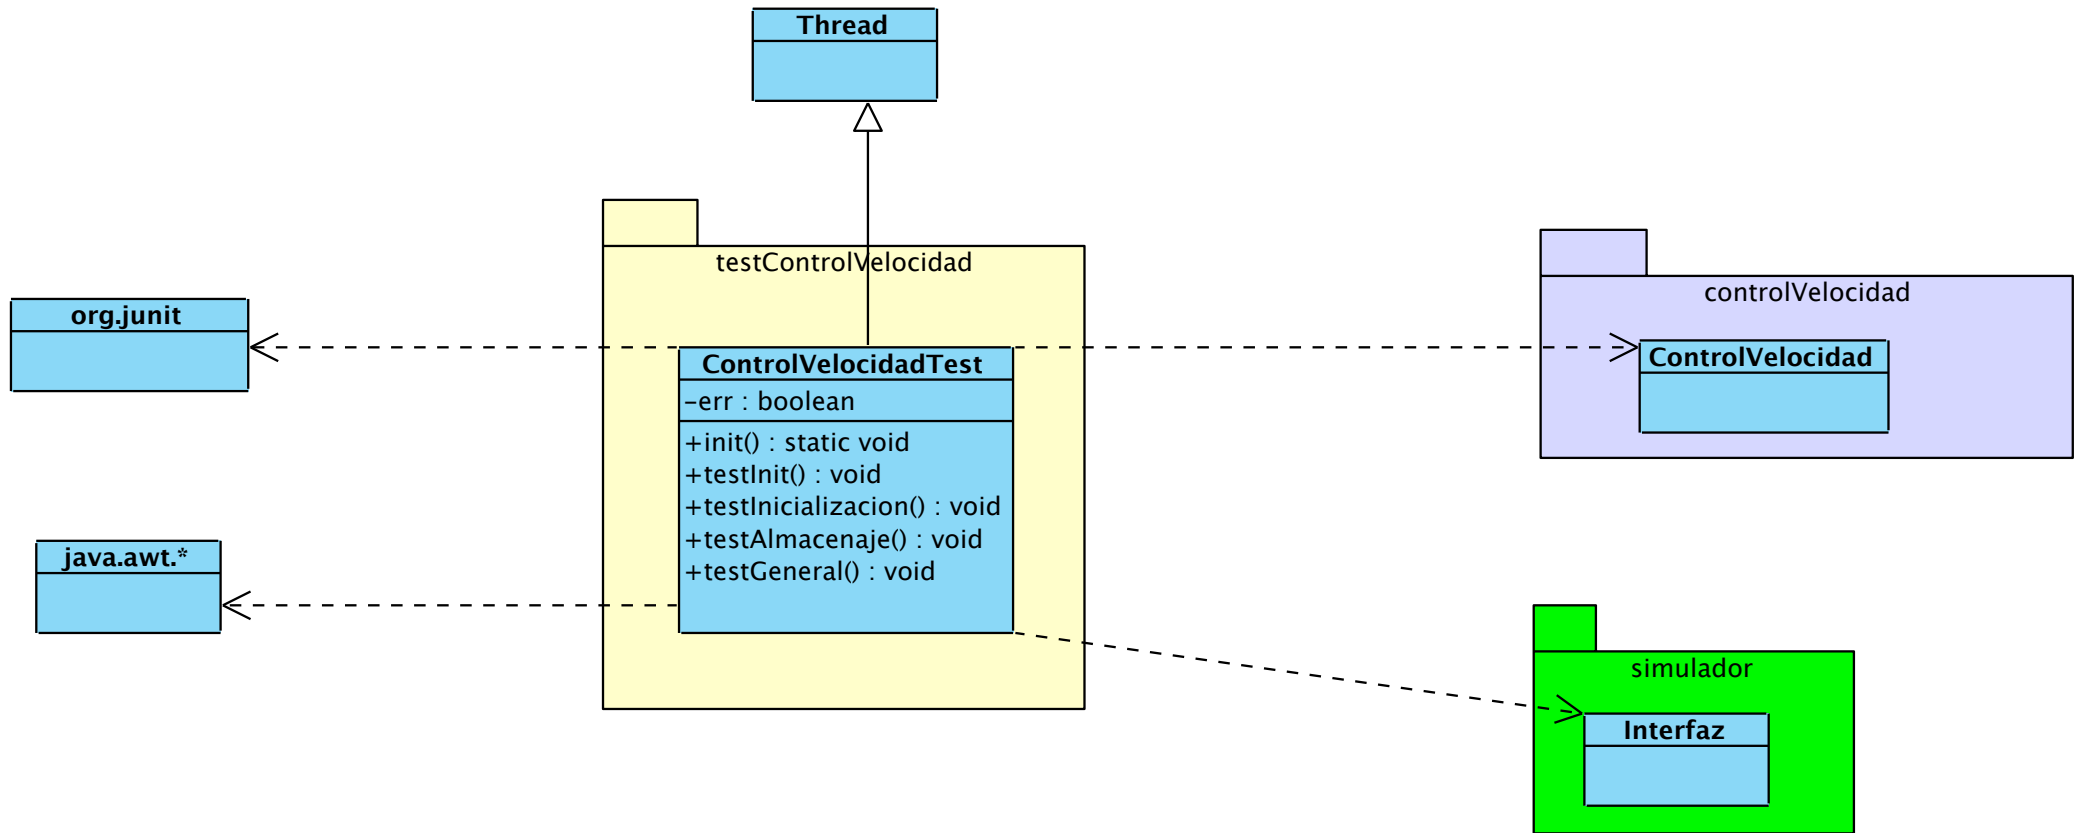 Thread
testControlVelocidad
controlVelocidad
org.junit
ControlVelocidad
ControlVelocidadTest
-err : boolean
+init() : static void
+testInit() : void
+testInicializacion() : void
+testAlmacenaje() : void
+testGeneral() : void
java.awt.*
simulador
Interfaz